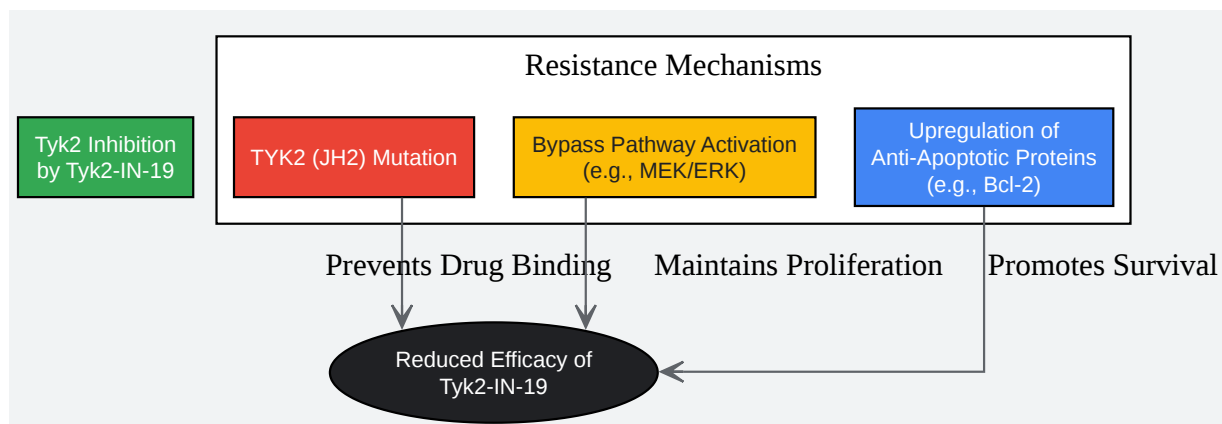 Resistance Mechanisms
Tyk2 Inhibition
by Tyk2-IN-19
TYK2 (JH2) Mutation
Bypass Pathway Activation
(e.g., MEK/ERK)
Upregulation of
Anti-Apoptotic Proteins
(e.g., Bcl-2)
Prevents Drug Binding
Maintains Proliferation
Promotes Survival
Reduced Efficacy of
Tyk2-IN-19